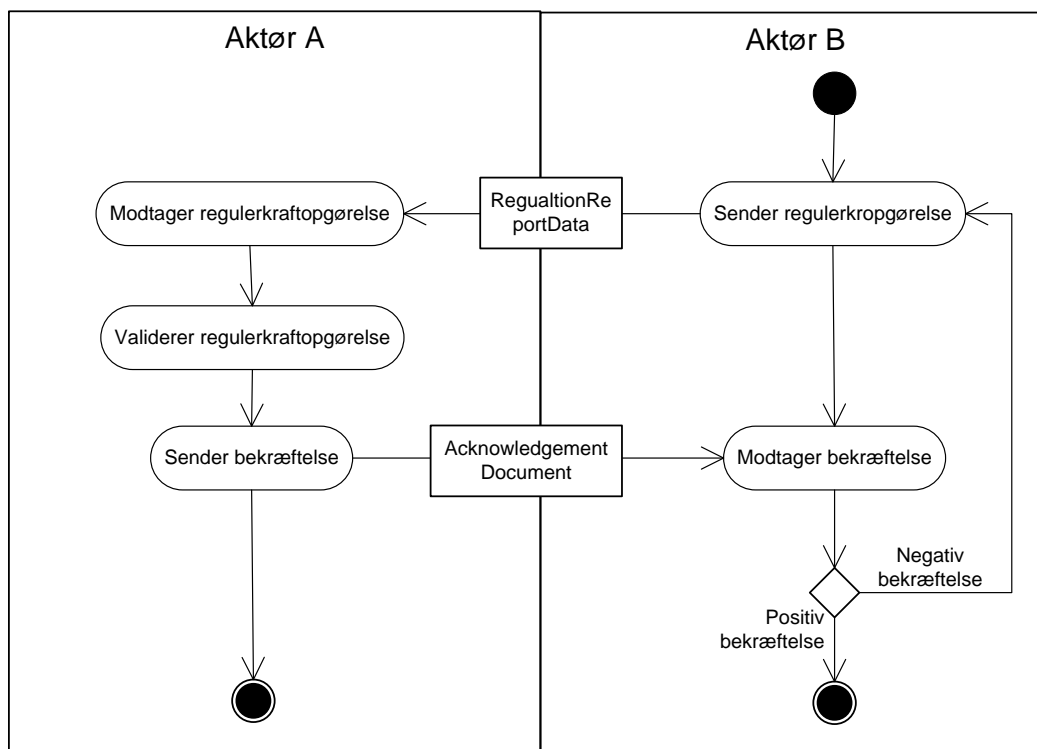 Aktør A
Aktør B
Modtager regulerkraftopgørelse
RegualtionRe
portData
Sender regulerkropgørelse
Validerer regulerkraftopgørelse
Sender bekræftelse
Acknowledgement
Document
Modtager bekræftelse
Negativ
bekræftelse
Positiv
bekræftelse